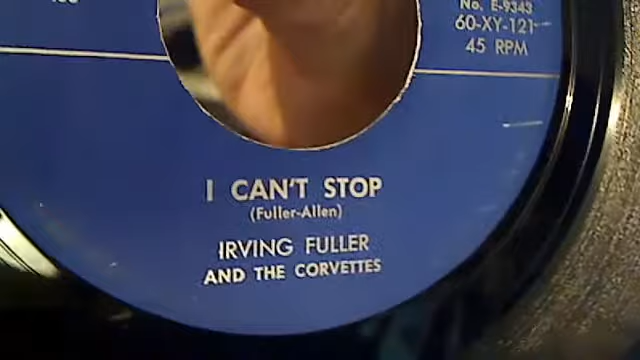 No. E-9343
60-XY-121
45 RPM
I CAN'T STOP
(Fuller-Allen)
IRVING FULLER
AND THE CORVETTES